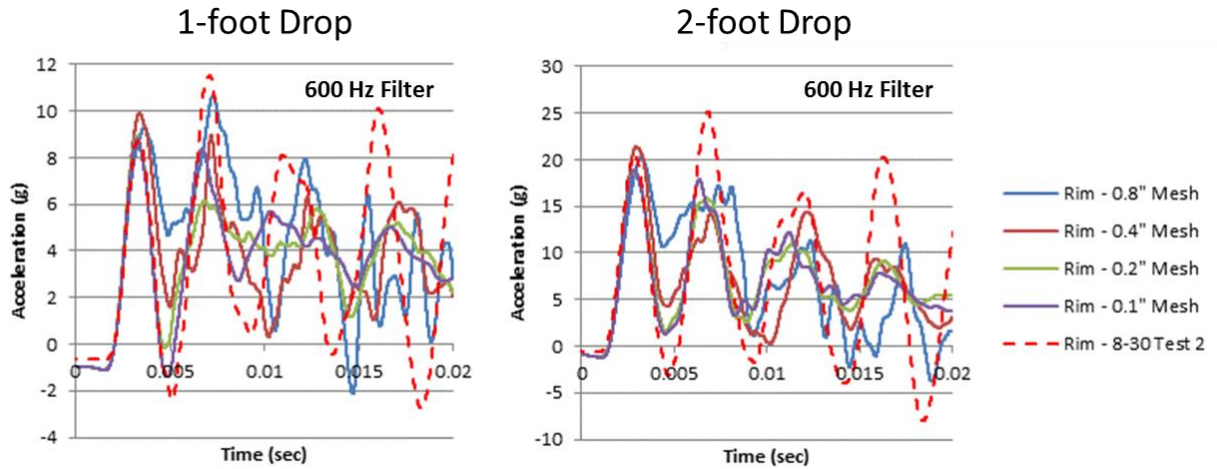 1-foot Drop
2-foot Drop
12
10
8
6
4
2
0
-2
-4
Acceleration (g)
600 Hz Filter
0
0.005
0.01
0.015
0.02
Time (sec)
30
25
20
15
10
5
0
-5
-10
Acceleration (g)
600 Hz Filter
0
0.005
0.01
0.015
0.02
Time (sec)
Rim - 0.8" Mesh
Rim - 0.4" Mesh
Rim - 0.2" Mesh
Rim - 0.1" Mesh
Rim - 8-30 Test 2